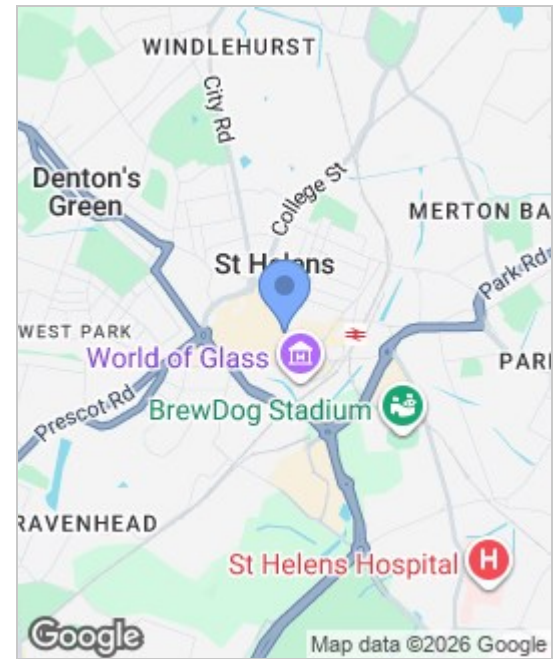 WINDLEHURST
City Rd
Denton's
Green
College St
MERTON BA
St Helens
Park Rd
WEST PARK
World of Glass
PAR
BrewDog Stadium
Prescot Rd
RAVENHEAD
St Helens Hospital
H
Google
Map data ©2026 Google